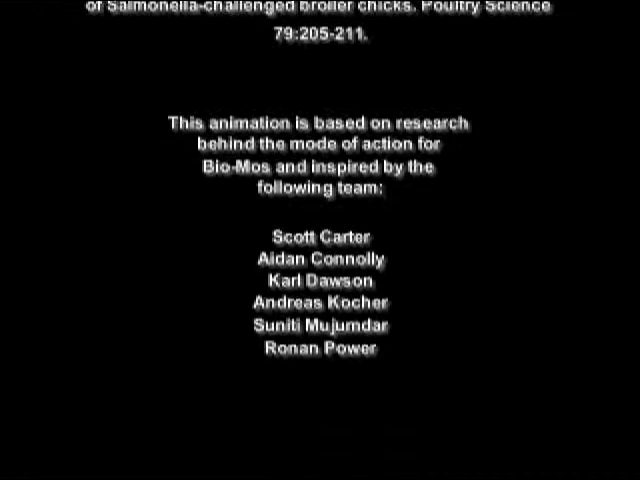 of Salmonella-challenged broiler chicks. Poultry Science
79:205-211.
This animation is based on research
behind the mode of action for
Bio-Mos and inspired by the
following team:
Scott Carter
Aidan Connolly
Karl Dawson
Andreas Kocher
Suniti Mujumdar
Ronan Power